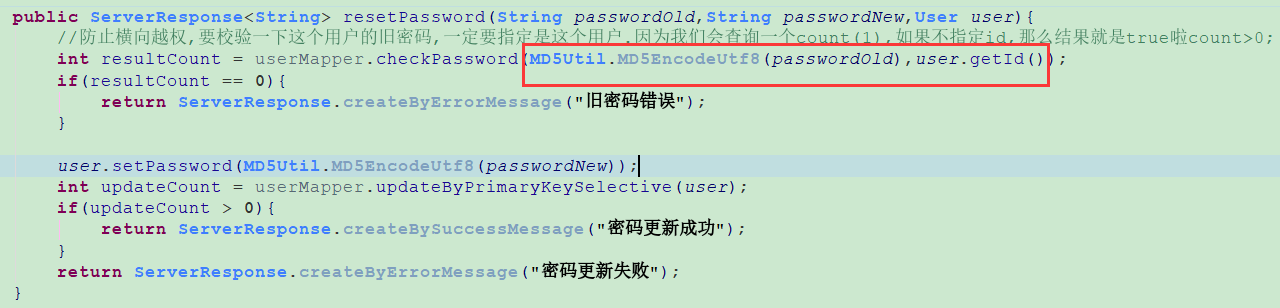 public ServerResponse<String> resetPassword(String passwordOld,String passwordNew,User user){
//防止横向越权,要校验一下这个用户的旧密码,一定要指定是这个用户.因为我们会查询一个count(1),如果不指定id,那么结果就是true啦count>0;
int resultCount = userMapper.checkPassword(MD5Util.MD5EncodeUtf8(passwordOld),user.getId());
if(resultCount == 0){
return ServerResponse.createByErrorMessage("旧密码错误");
}
user.setPassword(MD5Util.MD5EncodeUtf8(passwordNew));
int updateCount = userMapper.updateByPrimaryKeySelective(user);
if(updateCount > 0){
return ServerResponse.createBySuccessMessage("密码更新成功");
}
return ServerResponse.createByErrorMessage("密码更新失败");
}